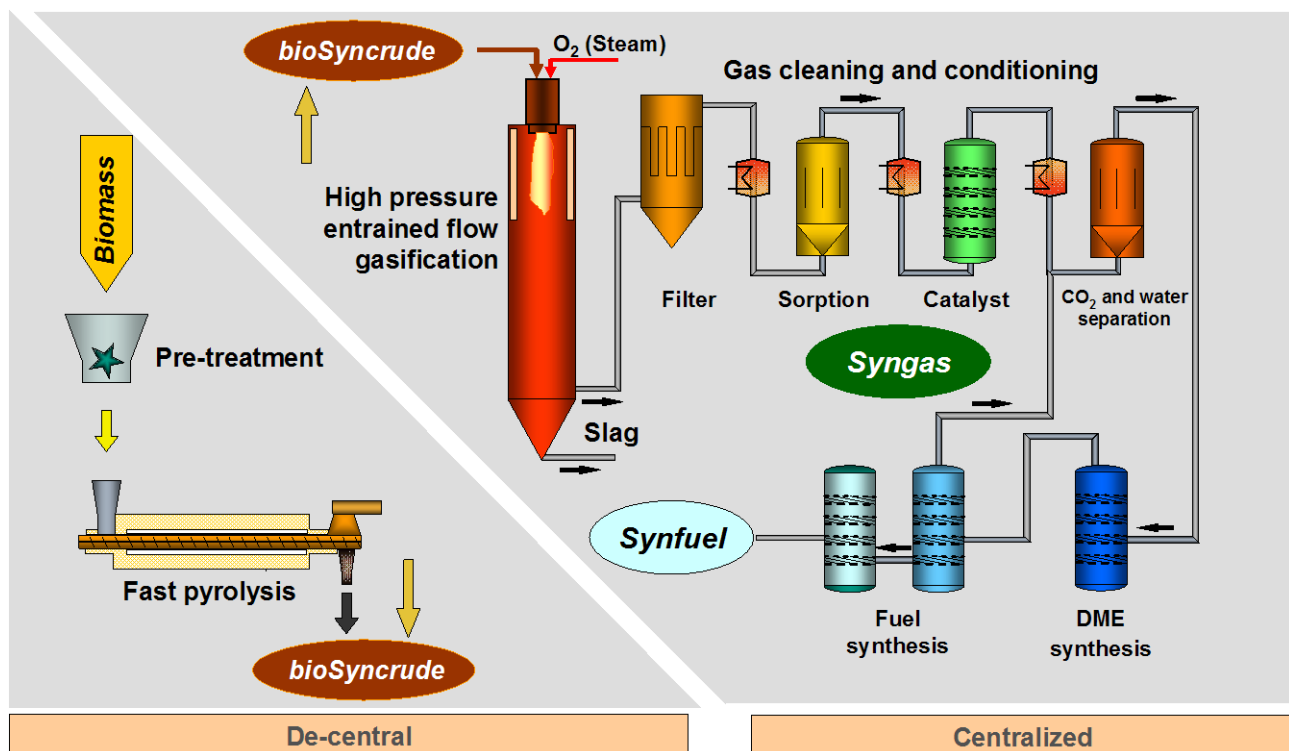 bioSyncrude
O₂ (Steam)
Gas cleaning and conditioning
Biomass
High pressure
entrained flow
gasification
Filter
Sorption
Catalyst
CO₂ and water
separation
Pre-treatment
Syngas
Slag
Synfuel
Fast pyrolysis
Fuel
synthesis
DME
synthesis
bioSyncrude
De-central
Centralized